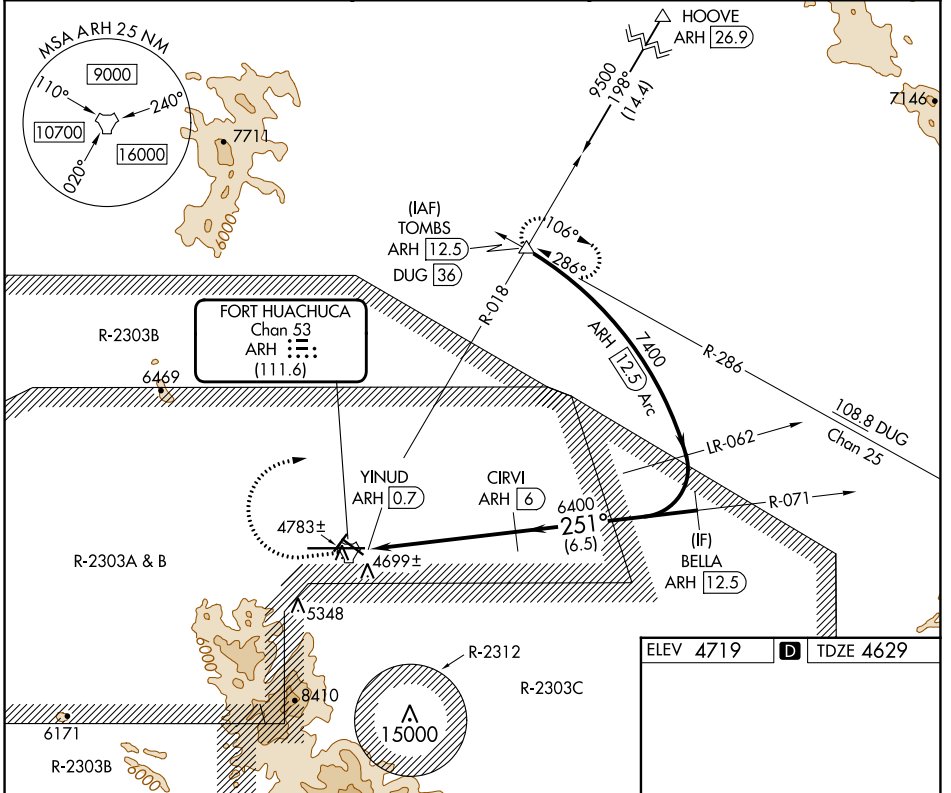 MSA ARH 25 NM
9000
110°
240°
10700
16000
020°
7711
6000
HOOVE
ARH 26.9
9500
198°
(14.4)
7146
(IAF)
TOMBS
ARH 12.5
DUG 36
106°
286°
R-018
7400
ARH 12.5 Arc
R-286
108.8 DUG
Chan 25
FORT HUACHUCA
Chan 53
ARH
(111.6)
R-2303B
6469
LR-062
R-071
YINUD
ARH 0.7
CIRVI
ARH 6
6400
251°
(6.5)
(IF)
BELLA
ARH 12.5
4783±
4699±
R-2303A & B
5348
6000
R-2312
R-2303C
8410
15000
6171
R-2303B
6000
ELEV 4719 D TDZE 4629